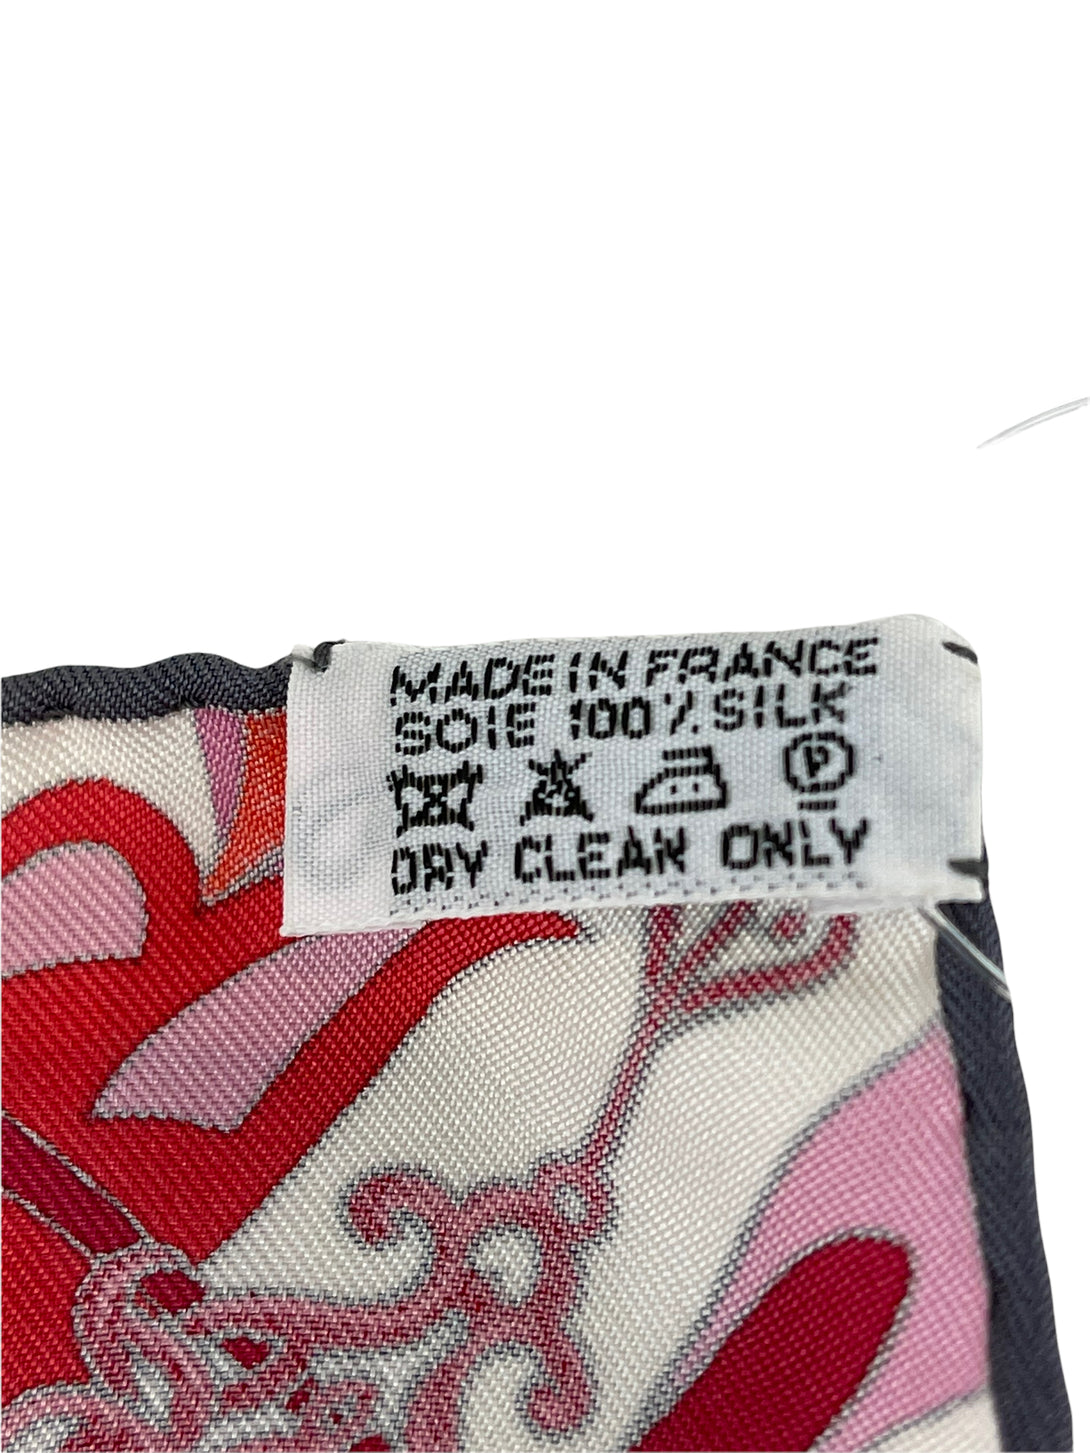 MADE IN FRANCE
SOIE 100% SILK
P
DRY CLEAN ONLY